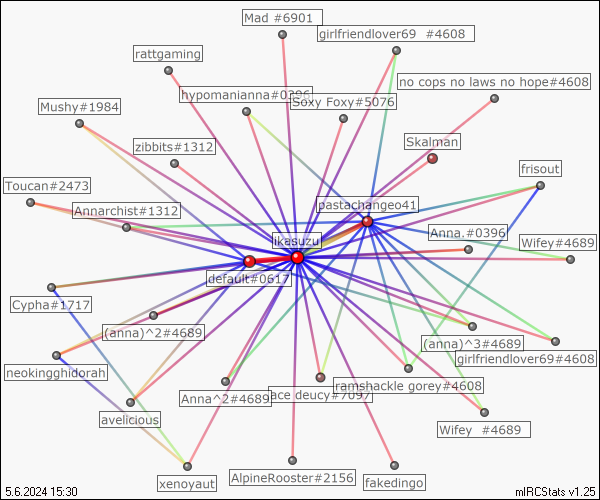 Mad #6901
girlfriendlover69  #4608
rattgaming
no cops no laws no hope#4608
hypomanianna#0396
Soxy Foxy#5076
Mushy#1984
Skalman
zibbits#1312
frisout
Toucan#2473
pastachangeo41
Annarchist#1312
Anna.#0396
ikasuzu
Wifey#4689
default#0617
Cypha#1717
(anna)^2#4689
(anna)^3#4689
girlfriendlover69#4608
neokingghidorah
ramshackle gorey#4608
ace deucy#7097
Anna^2#4689
avelicious
Wifey  #4689
AlpineRooster#2156
fakedingo
xenoyaut
5.6.2024 15:30
mIRCStats v1.25